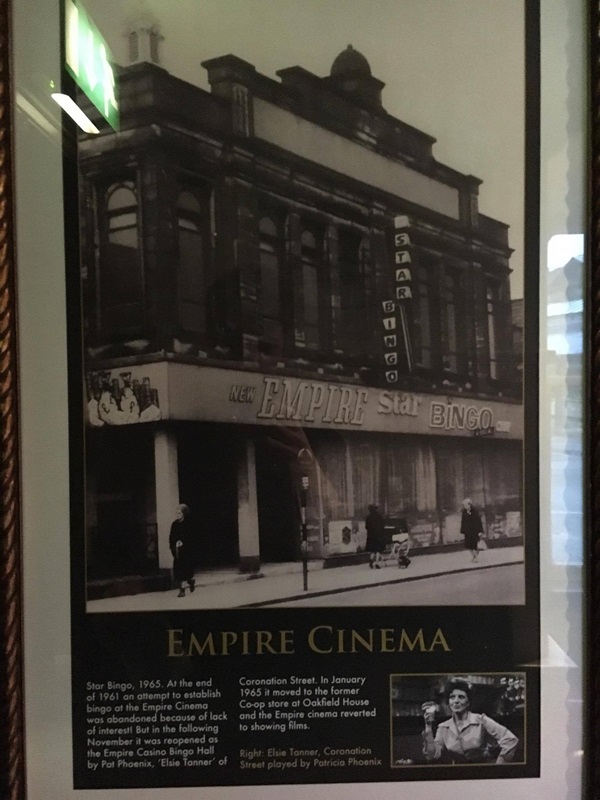 STAR BINGO
NEW EMPIRE Star BINGO
EMPIRE CINEMA
Star Bingo, 1965. At the end
of 1961 an attempt to establish
bingo at the Empire Cinema
was abandoned because of lack
of interest! But in the following
November it was reopened as
the Empire Casino Bingo Hall
by Pat Phoenix, 'Elsie Tanner' of
Coronation Street. In January
1965 it moved to the former
Co-op store at Oakfield House
and the Empire cinema reverted
to showing films.
Right: Elsie Tanner, Coronation
Street played by Patricia Phoenix